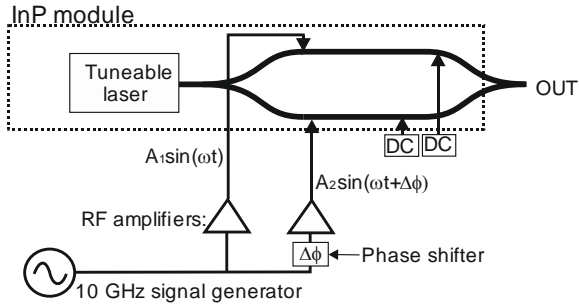 InP module
Tuneable
laser
OUT
DC
DC
A₁sin(ωt)
A₂sin(ωt+Δϕ)
RF amplifiers:
Δϕ
Phase shifter
10 GHz signal generator